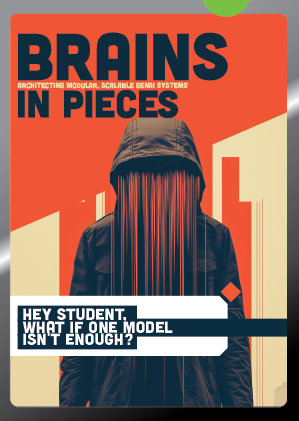 BRAINS
ARCHITECTING MODULAR, SCALABLE GENAI SYSTEMS
IN PIECES
HEY STUDENT,
WHAT IF ONE MODEL
ISN'T ENOUGH?